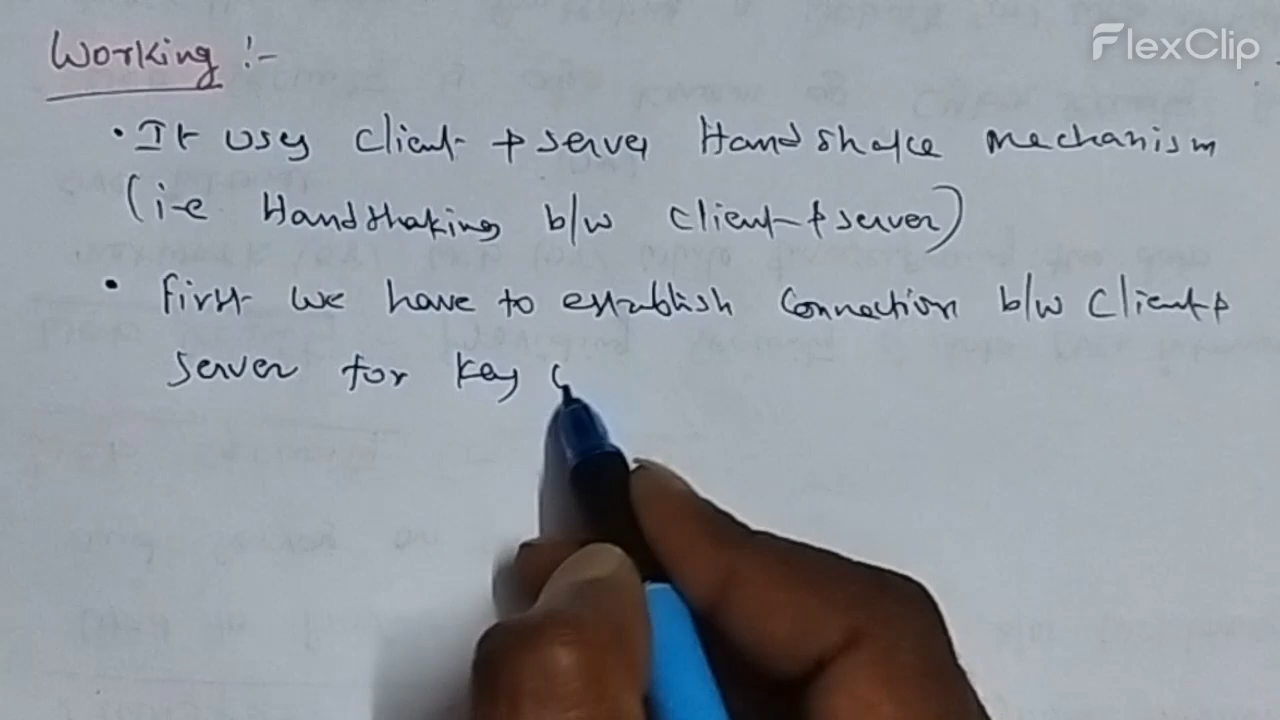 FlexClip
Working :-
• It uses Client & server Handshake mechanism
(i-e Handshaking b/w Client & server)
• First we have to establish Connection b/w Client &
server for key